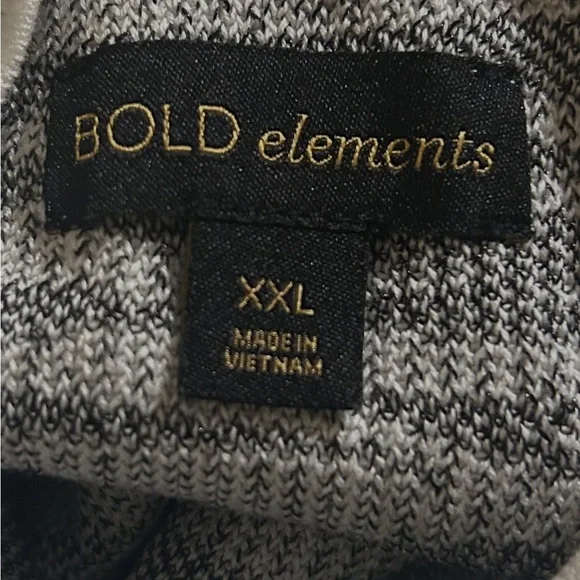 BOLD elements
XXL
MADE IN
VIETNAM